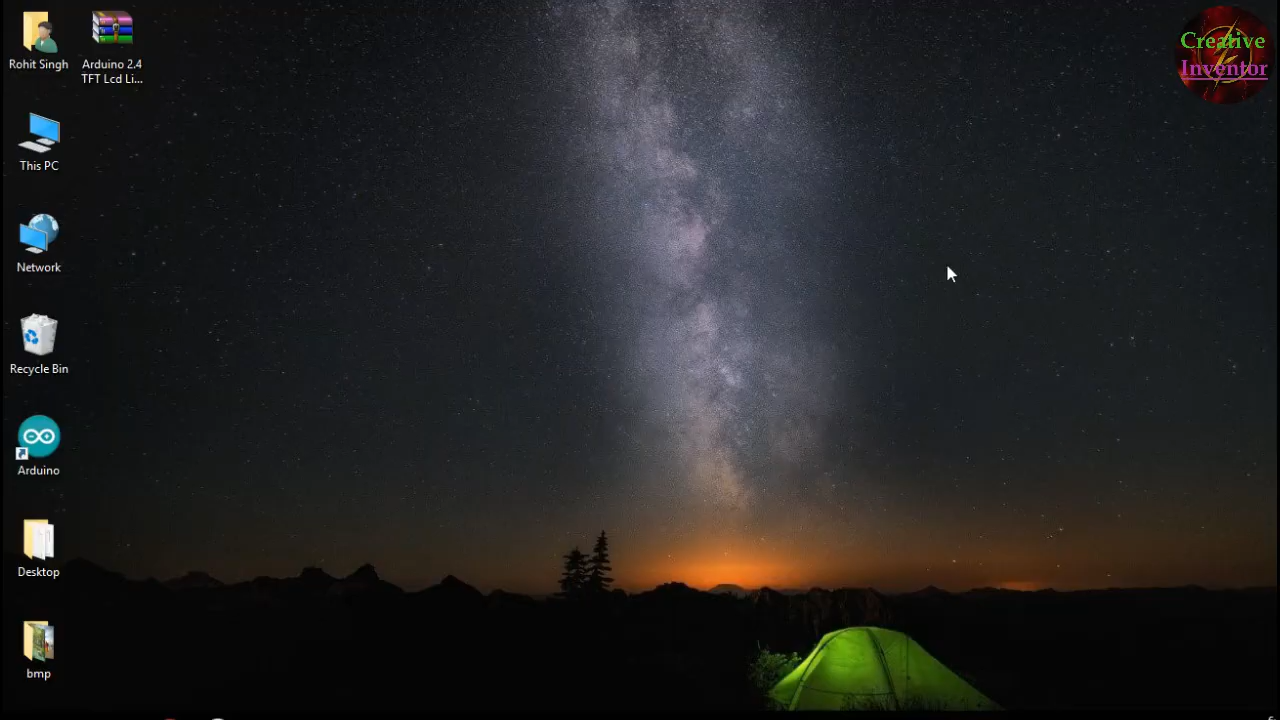 Rohit Singh
Arduino 2.4
TFT Lcd Li...
This PC
Network
Recycle Bin
Arduino
Desktop
bmp
Creative
Inventor